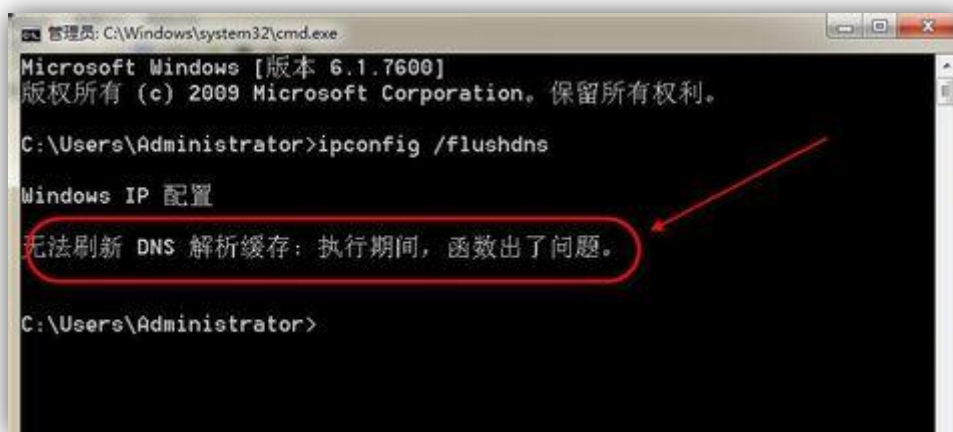 管理员: C:\Windows\system32\cmd.exe
Microsoft Windows [版本 6.1.7600]
版权所有 (c) 2009 Microsoft Corporation。保留所有权利。
C:\Users\Administrator>ipconfig /flushdns
Windows IP 配置
无法刷新 DNS 解析缓存: 执行期间，函数出了问题。
C:\Users\Administrator>